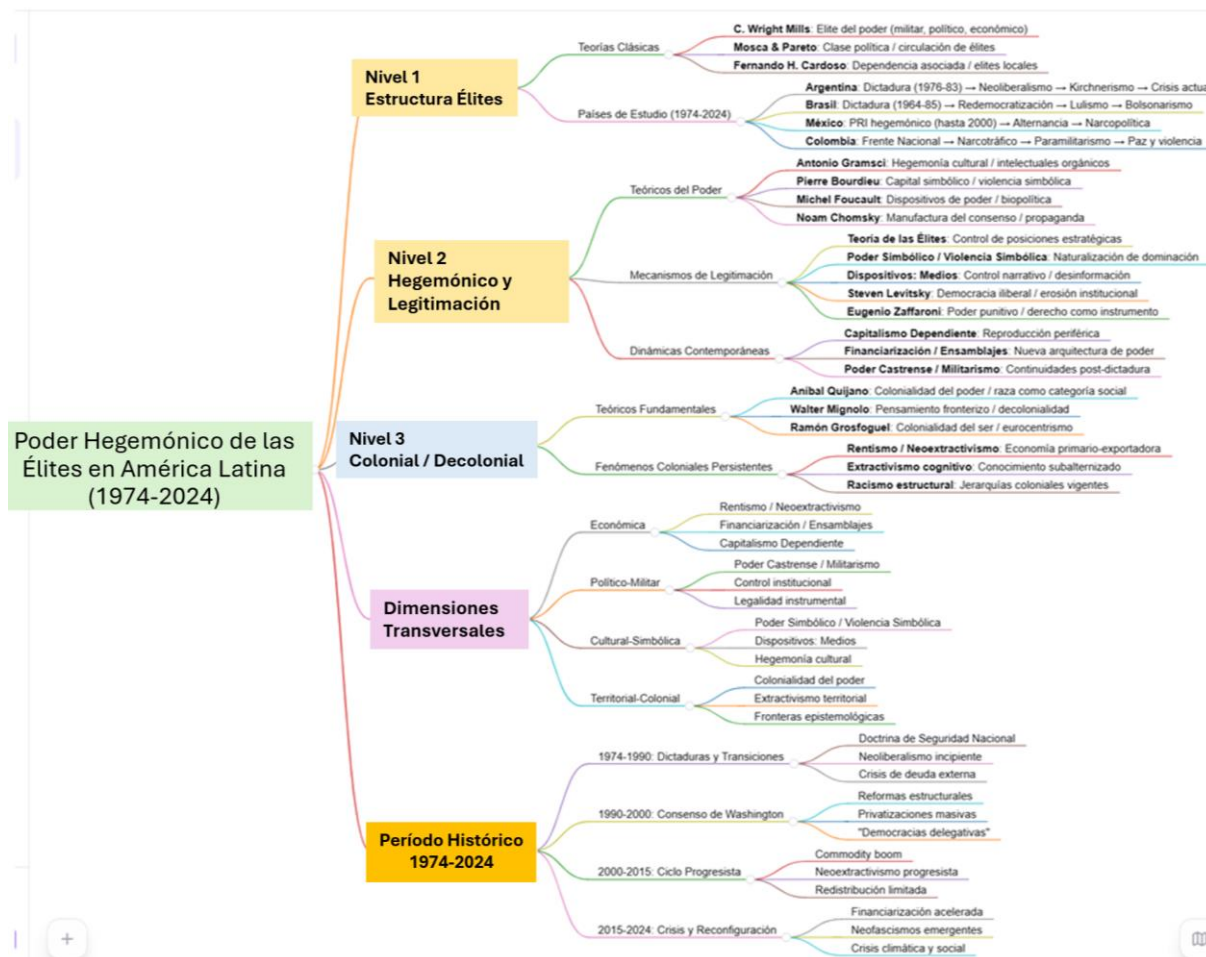 Poder Hegemónico de las
Élites en América Latina
(1974-2024)
Nivel 1
Estructura Élites
Teorías Clásicas
C. Wright Mills: Elite del poder (militar, político, económico)
Mosca & Pareto: Clase política / circulación de élites
Fernando H. Cardoso: Dependencia asociada / elites locales
Países de Estudio (1974-2024)
Argentina: Dictadura (1976-83) → Neoliberalismo → Kirchnerismo → Crisis actua
Brasil: Dictadura (1964-85) → Redemocratização → Lulismo → Bolsonarismo
México: PRI hegemónico (hasta 2000) → Alternancia → Narcopolítica
Colombia: Frente Nacional → Narcotráfico → Paramilitarismo → Paz y violencia
Nivel 2
Hegemónico y
Legitimación
Teóricos del Poder
Antonio Gramsci: Hegemonía cultural / intelectuales orgánicos
Pierre Bourdieu: Capital simbólico / violencia simbólica
Michel Foucault: Dispositivos de poder / biopolítica
Noam Chomsky: Manufactura del consenso / propaganda
Mecanismos de Legitimación
Teoría de las Élites: Control de posiciones estratégicas
Poder Simbólico / Violencia Simbólica: Naturalización de dominación
Dispositivos: Medios: Control narrativo / desinformación
Steven Levitsky: Democracia iliberal / erosión institucional
Eugenio Zaffaroni: Poder punitivo / derecho como instrumento
Dinámicas Contemporáneas
Capitalismo Dependiente: Reproducción periférica
Financiarización / Ensamblajes: Nueva arquitectura de poder
Poder Castrense / Militarismo: Continuidades post-dictadura
Nivel 3
Colonial / Decolonial
Teóricos Fundamentales
Aníbal Quijano: Colonialidad del poder / raza como categoría social
Walter Mignolo: Pensamiento fronterizo / decolonialidad
Ramón Grosfoguel: Colonialidad del ser / eurocentrismo
Fenómenos Coloniales Persistentes
Rentismo / Neoextractivismo: Economía primario-exportadora
Extractivismo cognitivo: Conocimiento subalternizado
Racismo estructural: Jerarquías coloniales vigentes
Dimensiones
Transversales
Económica
Rentismo / Neoextractivismo
Financiarización / Ensamblajes
Capitalismo Dependiente
Político-Militar
Poder Castrense / Militarismo
Control institucional
Legalidad instrumental
Cultural-Simbólica
Poder Simbólico / Violencia Simbólica
Dispositivos: Medios
Hegemonía cultural
Territorial-Colonial
Colonialidad del poder
Extractivismo territorial
Fronteras epistemológicas
Período Histórico
1974-2024
1974-1990: Dictaduras y Transiciones
Doctrina de Seguridad Nacional
Neoliberalismo incipiente
Crisis de deuda externa
1990-2000: Consenso de Washington
Reformas estructurales
Privatizaciones masivas
"Democracias delegativas"
2000-2015: Ciclo Progresista
Commodity boom
Neoextractivismo progresista
Redistribución limitada
2015-2024: Crisis y Reconfiguración
Financiarización acelerada
Neofascismos emergentes
Crisis climática y social